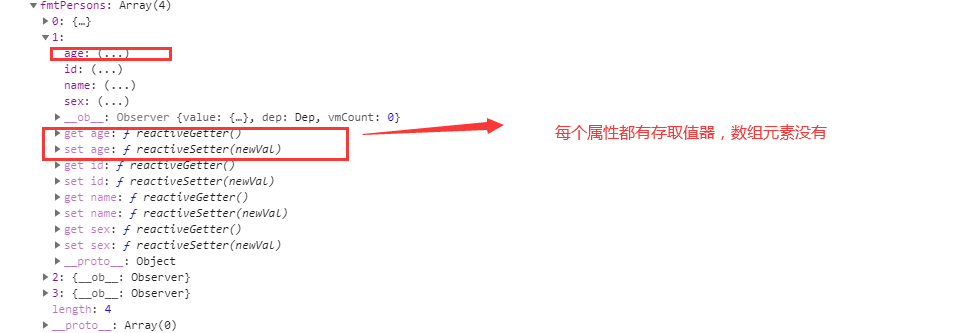 ▼fmtPersons: Array(4)
▶0: {…}
▼1:
age: (...)
id: (...)
name: (...)
sex: (...)
▶__ob__: Observer {value: {…}, dep: Dep, vmCount: 0}
▶get age: ƒ reactiveGetter()
▶set age: ƒ reactiveSetter(newVal)
每个属性都有存取值器，数组元素没有
▶get id: ƒ reactiveGetter()
▶set id: ƒ reactiveSetter(newVal)
▶get name: ƒ reactiveGetter()
▶set name: ƒ reactiveSetter(newVal)
▶get sex: ƒ reactiveGetter()
▶set sex: ƒ reactiveSetter(newVal)
▶__proto__: Object
▶2: {__ob__: Observer}
▶3: {__ob__: Observer}
length: 4
▶__proto__: Array(0)